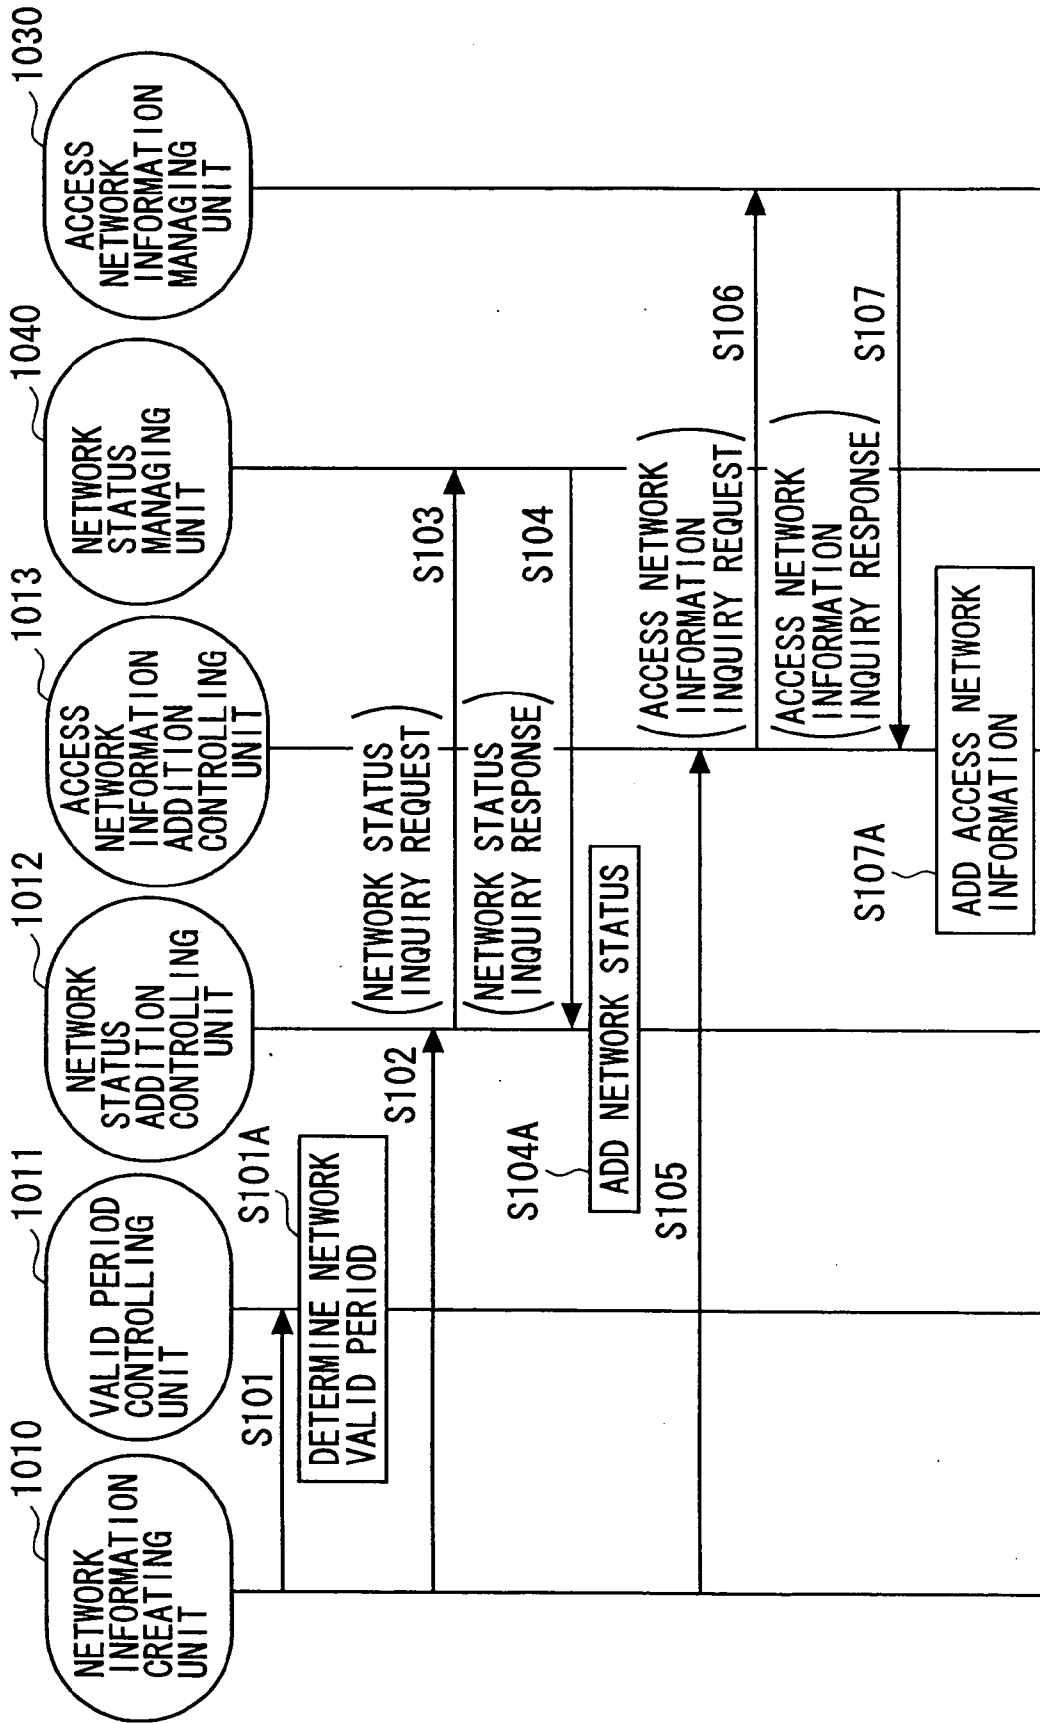 1010
NETWORK
INFORMATION
CREATING
UNIT
1011
VALID PERIOD
CONTROLLING
UNIT
1012
NETWORK
STATUS
ADDITION
CONTROLLING
UNIT
1013
ACCESS
NETWORK
INFORMATION
ADDITION
CONTROLLING
UNIT
1040
NETWORK
STATUS
MANAGING
UNIT
1030
ACCESS
NETWORK
INFORMATION
MANAGING
UNIT
S101
S101A
DETERMINE NETWORK
VALID PERIOD
S102
(NETWORK STATUS
INQUIRY REQUEST)
S103
(NETWORK STATUS
INQUIRY RESPONSE)
S104
S104A
ADD NETWORK STATUS
S105
(ACCESS NETWORK
INFORMATION
INQUIRY REQUEST)
S106
(ACCESS NETWORK
INFORMATION
INQUIRY RESPONSE)
S107
S107A
ADD ACCESS NETWORK
INFORMATION